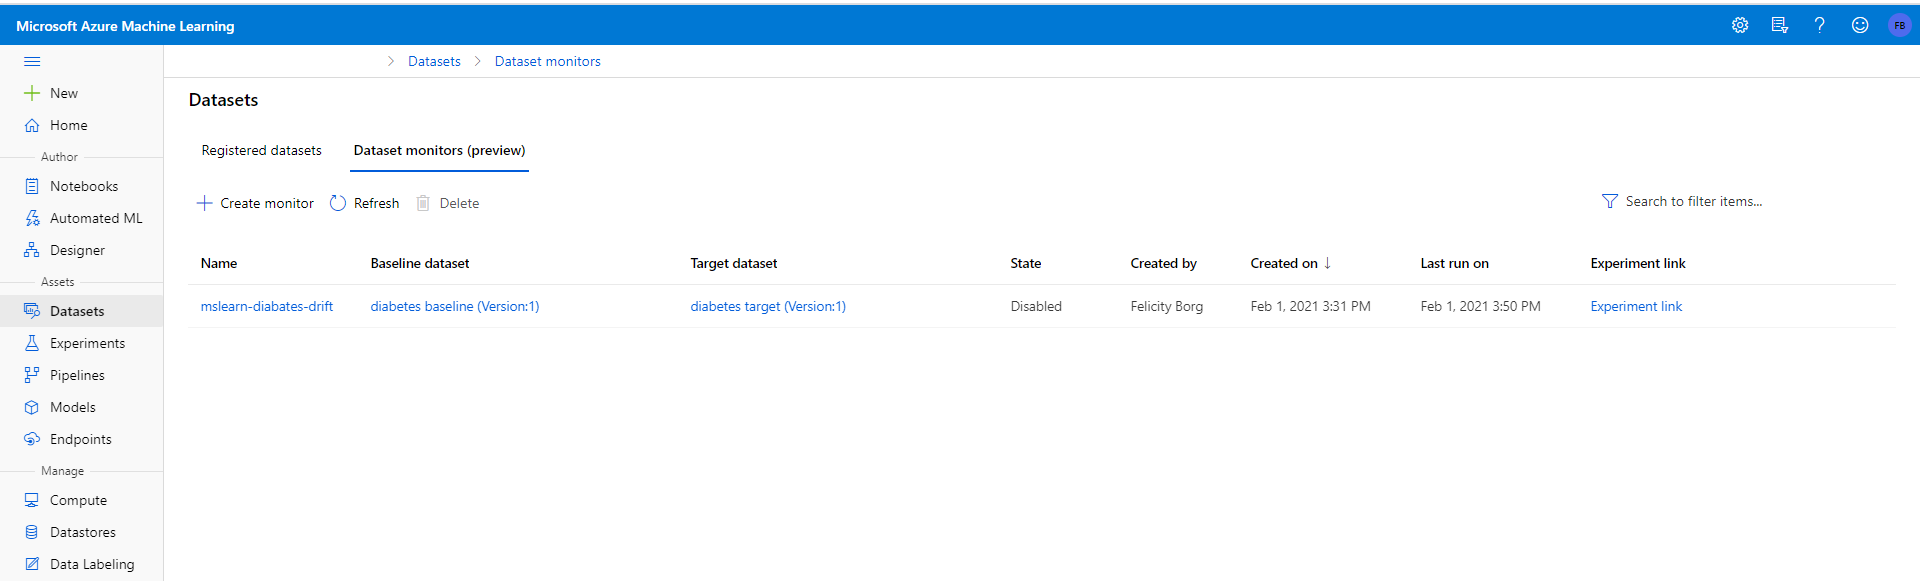 Microsoft Azure Machine Learning
FB
Datasets > Dataset monitors
New
Home
Author
Notebooks
Automated ML
Designer
Assets
Datasets
Experiments
Pipelines
Models
Endpoints
Manage
Compute
Datastores
Data Labeling
Datasets
Registered datasets Dataset monitors (preview)
Create monitor Refresh Delete Search to filter items...
Name Baseline dataset Target dataset State Created by Created on ↓ Last run on Experiment link
mslearn-diabates-drift diabetes baseline (Version:1) diabetes target (Version:1) Disabled Felicity Borg Feb 1, 2021 3:31 PM Feb 1, 2021 3:50 PM Experiment link